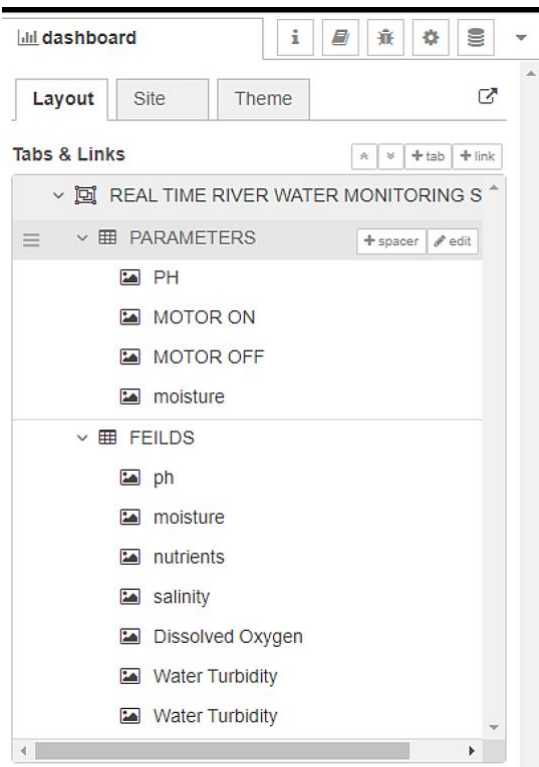 dashboard
Layout Site Theme
Tabs & Links +tab +link
REAL TIME RIVER WATER MONITORING S
PARAMETERS +spacer edit
PH
MOTOR ON
MOTOR OFF
moisture
FEILDS
ph
moisture
nutrients
salinity
Dissolved Oxygen
Water Turbidity
Water Turbidity